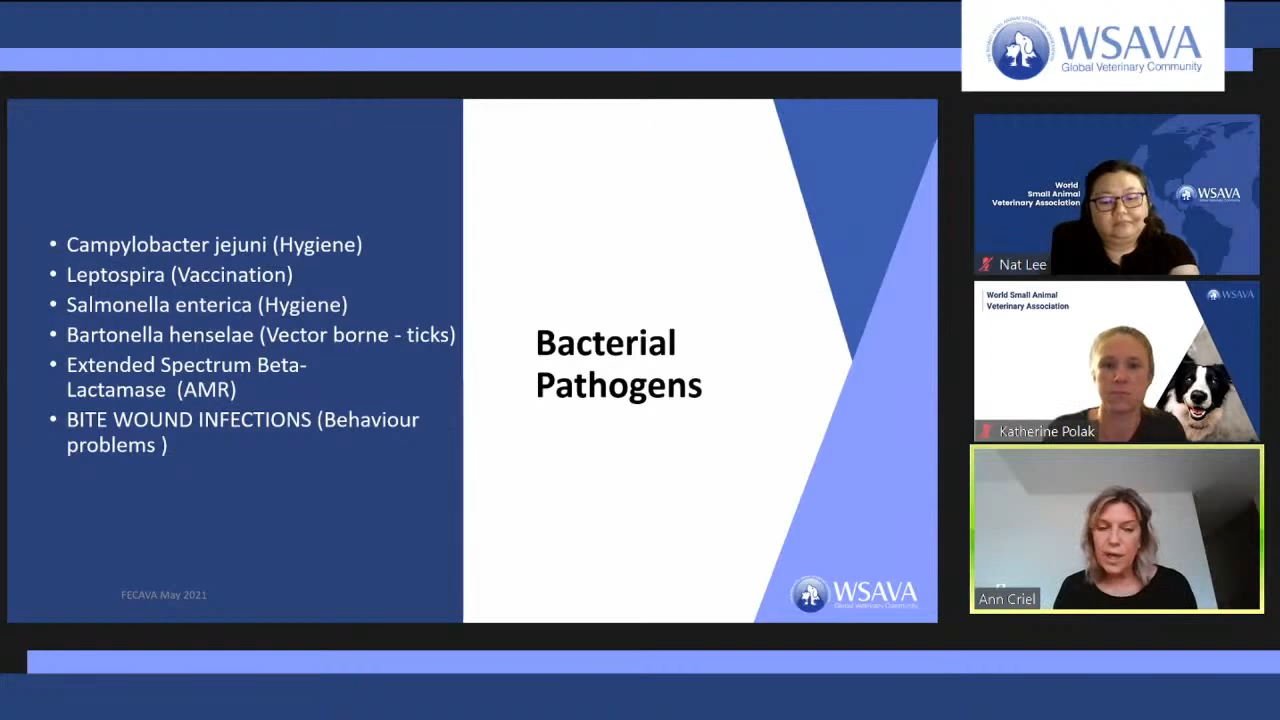 WSAVA
Global Veterinary Community
• Campylobacter jejuni (Hygiene)
• Leptospira (Vaccination)
• Salmonella enterica (Hygiene)
• Bartonella henselae (Vector borne - ticks)
• Extended Spectrum Beta-
Lactamase  (AMR)
• BITE WOUND INFECTIONS (Behaviour
problems )
FECAVA May 2021
Bacterial
Pathogens
WSAVA
Global Veterinary Community
World
Small Animal
Veterinary Association
WSAVA
Nat Lee
World Small Animal
Veterinary Association
WSAVA
Katherine Polak
Ann Criel